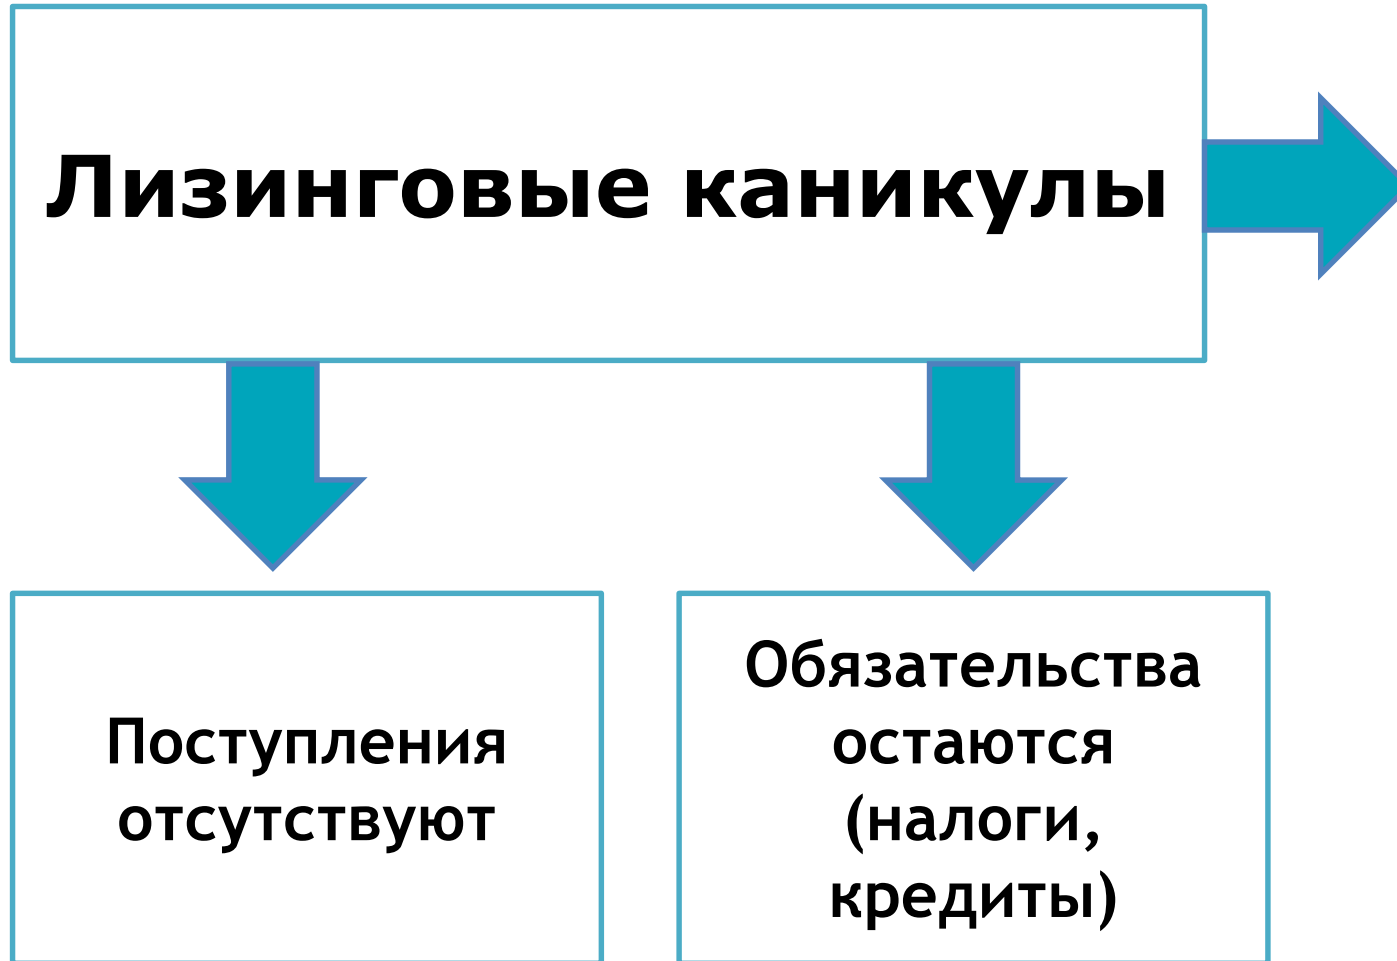 Лизинговые каникулы
Поступления
отсутствуют
Обязательства
остаются
(налоги,
кредиты)